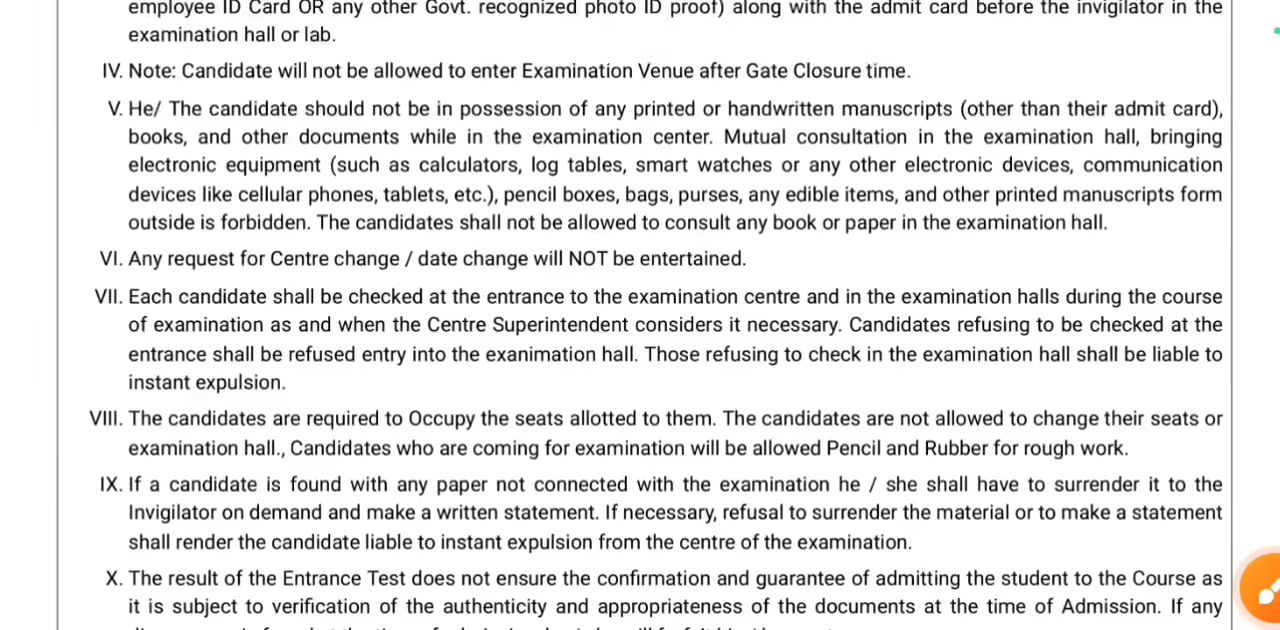 employee ID Card OR any other Govt. recognized photo ID proof) along with the admit card before the invigilator in the
examination hall or lab.
IV. Note: Candidate will not be allowed to enter Examination Venue after Gate Closure time.
V. He/ The candidate should not be in possession of any printed or handwritten manuscripts (other than their admit card),
books, and other documents while in the examination center. Mutual consultation in the examination hall, bringing
electronic equipment (such as calculators, log tables, smart watches or any other electronic devices, communication
devices like cellular phones, tablets, etc.), pencil boxes, bags, purses, any edible items, and other printed manuscripts form
outside is forbidden. The candidates shall not be allowed to consult any book or paper in the examination hall.
VI. Any request for Centre change / date change will NOT be entertained.
VII. Each candidate shall be checked at the entrance to the examination centre and in the examination halls during the course
of examination as and when the Centre Superintendent considers it necessary. Candidates refusing to be checked at the
entrance shall be refused entry into the exanimation hall. Those refusing to check in the examination hall shall be liable to
instant expulsion.
VIII. The candidates are required to Occupy the seats allotted to them. The candidates are not allowed to change their seats or
examination hall., Candidates who are coming for examination will be allowed Pencil and Rubber for rough work.
IX. If a candidate is found with any paper not connected with the examination he / she shall have to surrender it to the
Invigilator on demand and make a written statement. If necessary, refusal to surrender the material or to make a statement
shall render the candidate liable to instant expulsion from the centre of the examination.
X. The result of the Entrance Test does not ensure the confirmation and guarantee of admitting the student to the Course as
it is subject to verification of the authenticity and appropriateness of the documents at the time of Admission. If any